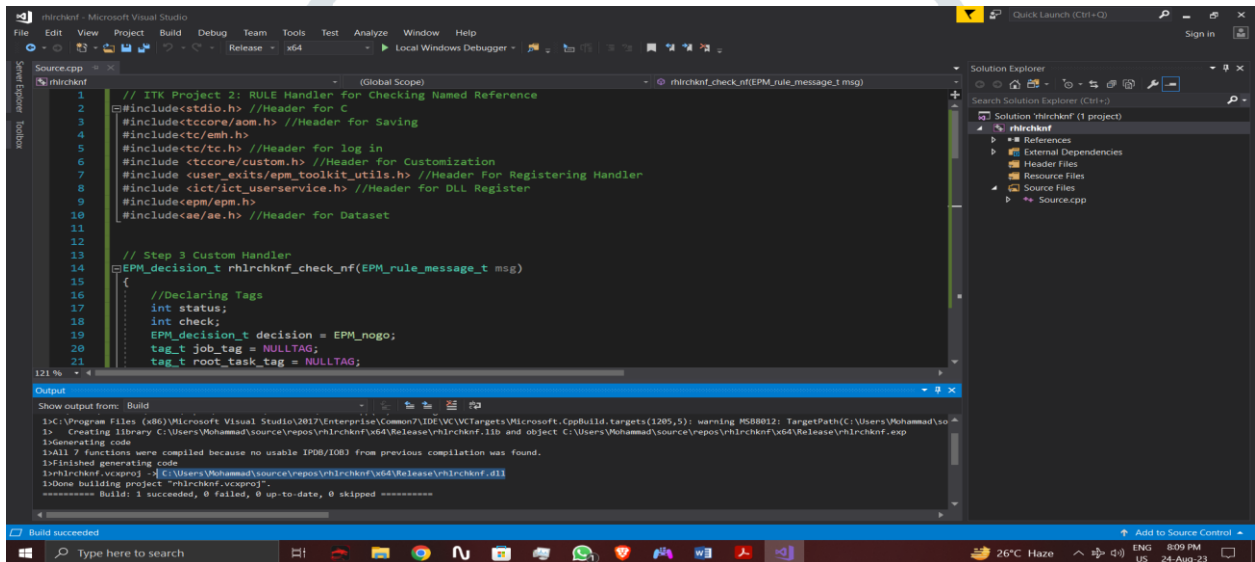 rhlrchknf - Microsoft Visual Studio
Quick Launch (Ctrl+Q)
File Edit View Project Build Debug Team Tools Test Analyze Window Help
Sign in
Release x64 Local Windows Debugger
Server Explorer
Toolbox
Source.cpp
rhlrchknf (Global Scope) rhlrchknf_check_nf(EPM_rule_message_t msg)
1 // ITK Project 2: RULE Handler for Checking Named Reference
2 #include<stdio.h> //Header for C
3 #include<tccore/aom.h> //Header for Saving
4 #include<tc/emh.h>
5 #include<tc/tc.h> //Header for log in
6 #include <tccore/custom.h> //Header for Customization
7 #include <user_exits/epm_toolkit_utils.h> //Header For Registering Handler
8 #include <ict/ict_userservice.h> //Header for DLL Register
9 #include<epm/epm.h>
10 #include<ae/ae.h> //Header for Dataset
11
12
13 // Step 3 Custom Handler
14 EPM_decision_t rhlrchknf_check_nf(EPM_rule_message_t msg)
15 {
16 //Declaring Tags
17 int status;
18 int check;
19 EPM_decision_t decision = EPM_nogo;
20 tag_t job_tag = NULLTAG;
21 tag_t root_task_tag = NULLTAG;
121 %
Solution Explorer
Search Solution Explorer (Ctrl+;)
Solution 'rhlrchknf' (1 project)
rhlrchknf
References
External Dependencies
Header Files
Resource Files
Source Files
Source.cpp
Output
Show output from: Build
1>C:\Program Files (x86)\Microsoft Visual Studio\2017\Enterprise\Common7\IDE\VC\VCTargets\Microsoft.CppBuild.targets(1205,5): warning MSB8012: TargetPath(C:\Users\Mohammad\so
1> Creating library C:\Users\Mohammad\source\repos\rhlrchknf\x64\Release\rhlrchknf.lib and object C:\Users\Mohammad\source\repos\rhlrchknf\x64\Release\rhlrchknf.exp
1>Generating code
1>All 7 functions were compiled because no usable IPDB/IOBJ from previous compilation was found.
1>Finished generating code
1>rhlrchknf.vcxproj -> C:\Users\Mohammad\source\repos\rhlrchknf\x64\Release\rhlrchknf.dll
1>Done building project "rhlrchknf.vcxproj".
========== Build: 1 succeeded, 0 failed, 0 up-to-date, 0 skipped ==========
Build succeeded
Add to Source Control
Type here to search
26°C Haze
ENG
US
8:09 PM
24-Aug-23